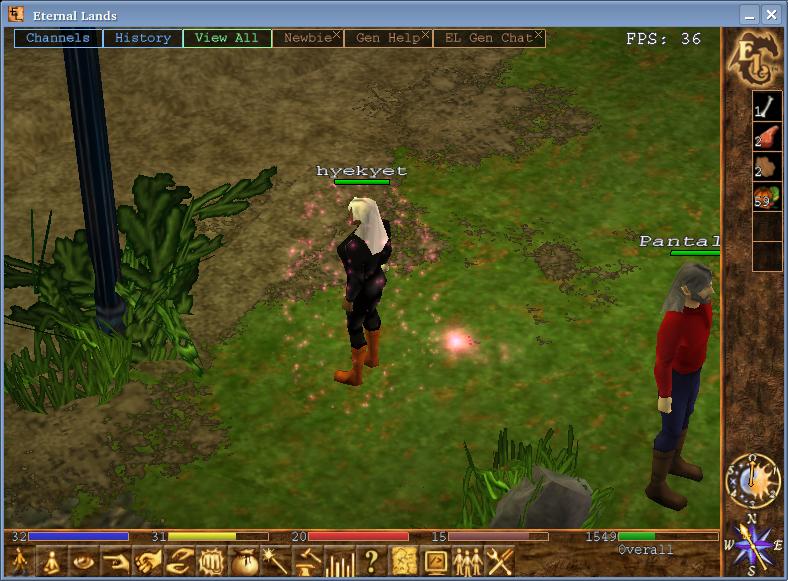 Eternal Lands
Channels History View All Newbie Gen Help EL Gen Chat FPS: 36
ELc
1
hyekyet
2
2
59
Pantal
N
W E
S
32 31 20 15 1549
Overall
?